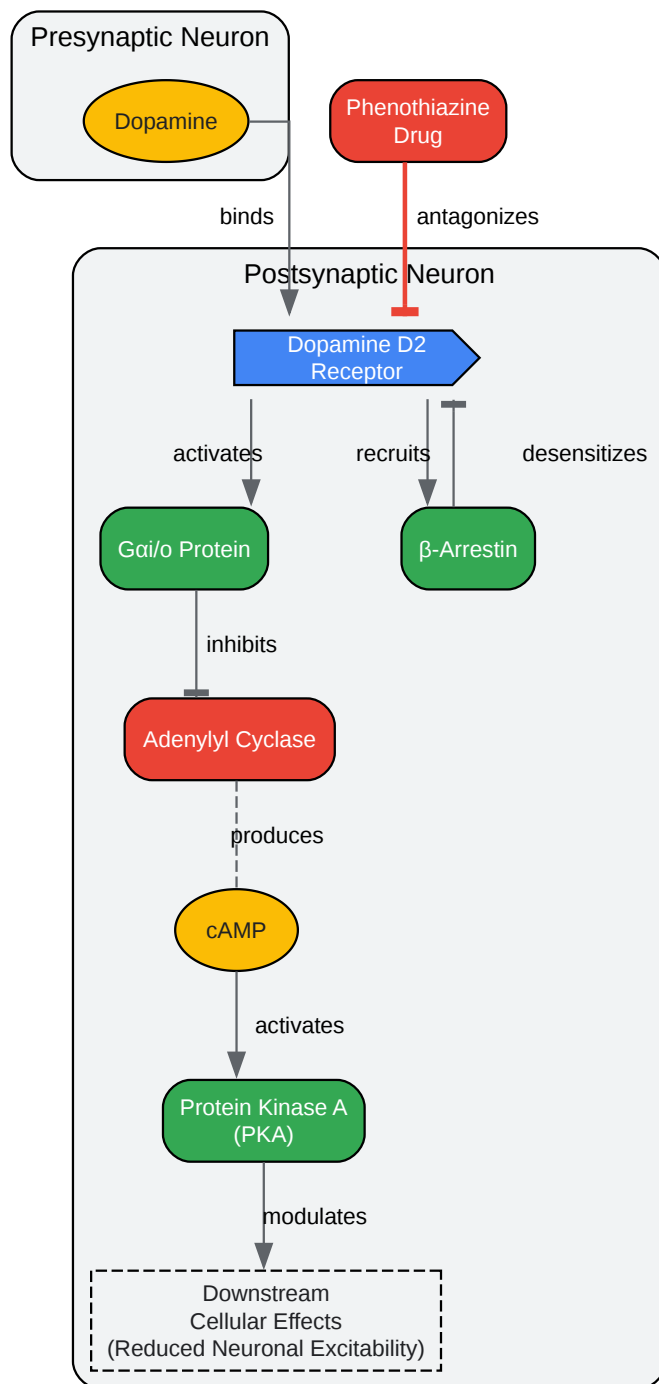 Presynaptic Neuron
Dopamine
Phenothiazine
Drug
binds
antagonizes
Postsynaptic Neuron
Dopamine D2
Receptor
activates
recruits
desensitizes
Gαi/o Protein
β-Arrestin
inhibits
Adenylyl Cyclase
produces
cAMP
activates
Protein Kinase A
(PKA)
modulates
Downstream
Cellular Effects
(Reduced Neuronal Excitability)